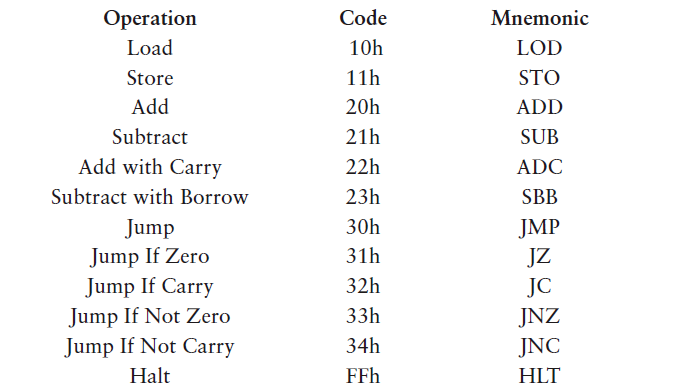 Operation Code Mnemonic
Load 10h LOD
Store 11h STO
Add 20h ADD
Subtract 21h SUB
Add with Carry 22h ADC
Subtract with Borrow 23h SBB
Jump 30h JMP
Jump If Zero 31h JZ
Jump If Carry 32h JC
Jump If Not Zero 33h JNZ
Jump If Not Carry 34h JNC
Halt FFh HLT